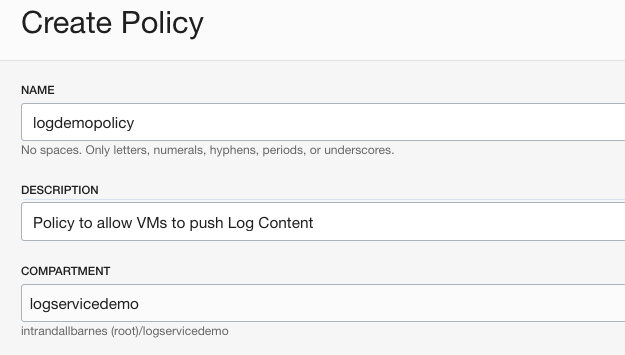 Create Policy
NAME
logdemopolicy
No spaces. Only letters, numerals, hyphens, periods, or underscores.
DESCRIPTION
Policy to allow VMs to push Log Content
COMPARTMENT
logservicedemo
intrandallbarnes (root)/logservicedemo